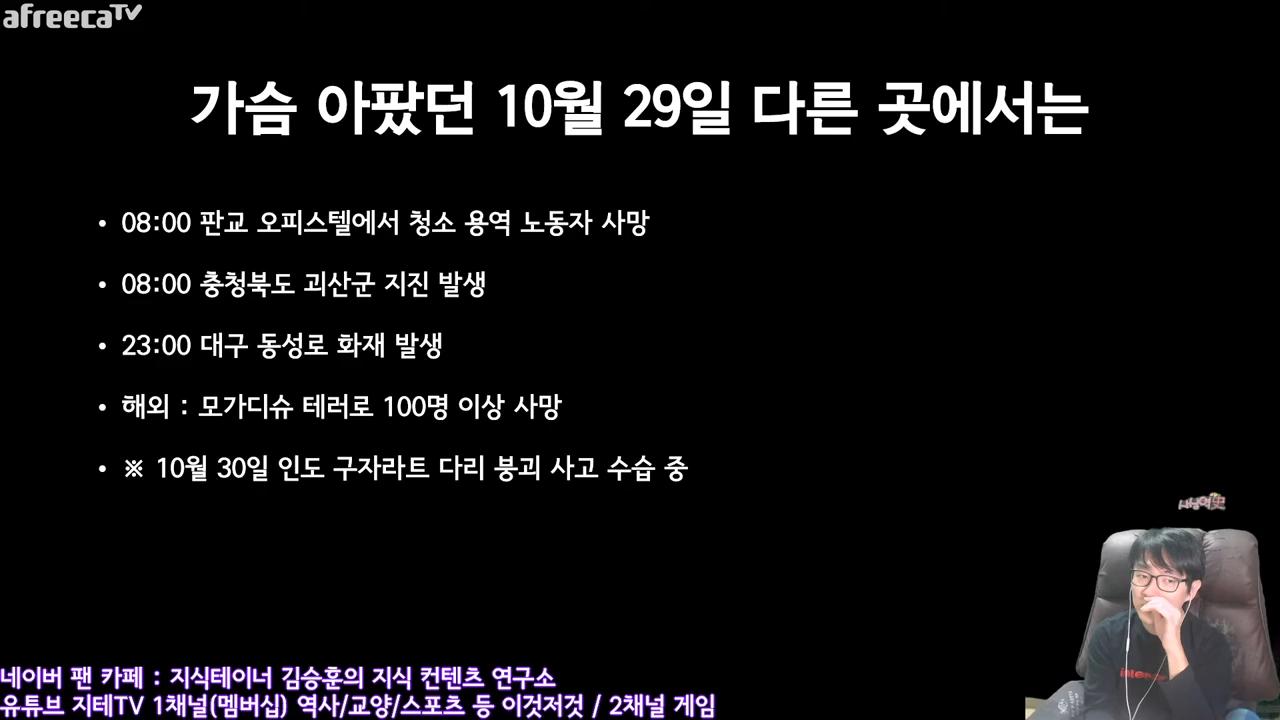 afreecaTV
가슴 아팠던 10월 29일 다른 곳에서는
• 08:00 판교 오피스텔에서 청소 용역 노동자 사망
• 08:00 충청북도 괴산군 지진 발생
• 23:00 대구 동성로 화재 발생
• 해외 : 모가디슈 테러로 100명 이상 사망
• ※ 10월 30일 인도 구자라트 다리 붕괴 사고 수습 중
네이버 팬 카페 : 지식테이너 김승훈의 지식 컨텐츠 연구소
유튜브 지테TV 1채널(멤버십) 역사/교양/스포츠 등 이것저것 / 2채널 게임